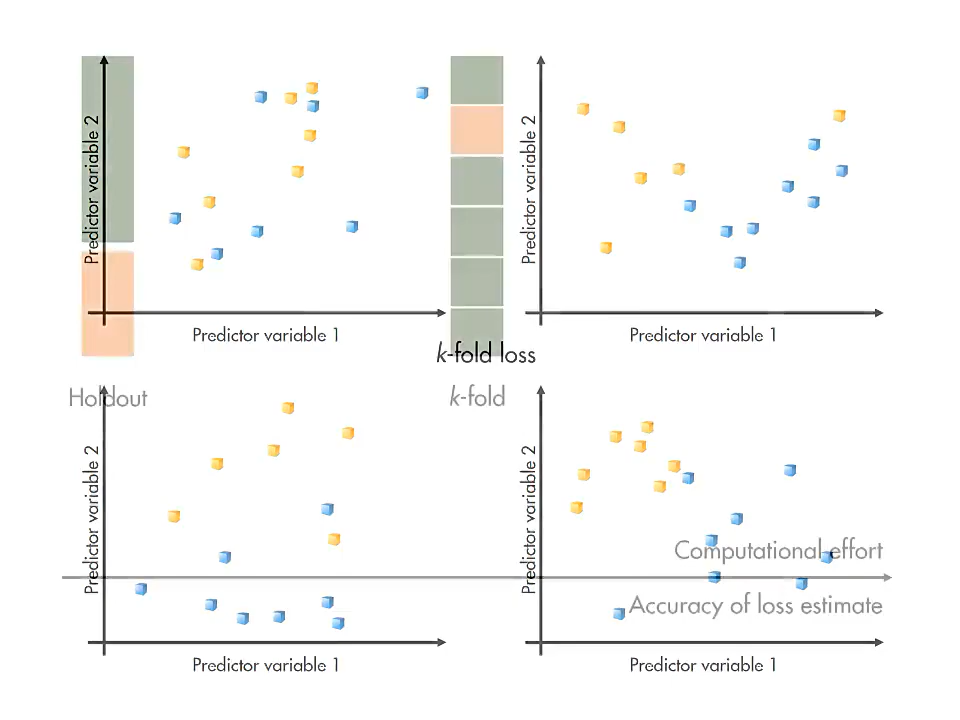 Predictor variable 2
Predictor variable 1
Predictor variable 2
Predictor variable 1
k-fold loss
Holdout
k-fold
Predictor variable 2
Predictor variable 1
Predictor variable 2
Computational effort
Accuracy of loss estimate
Predictor variable 1